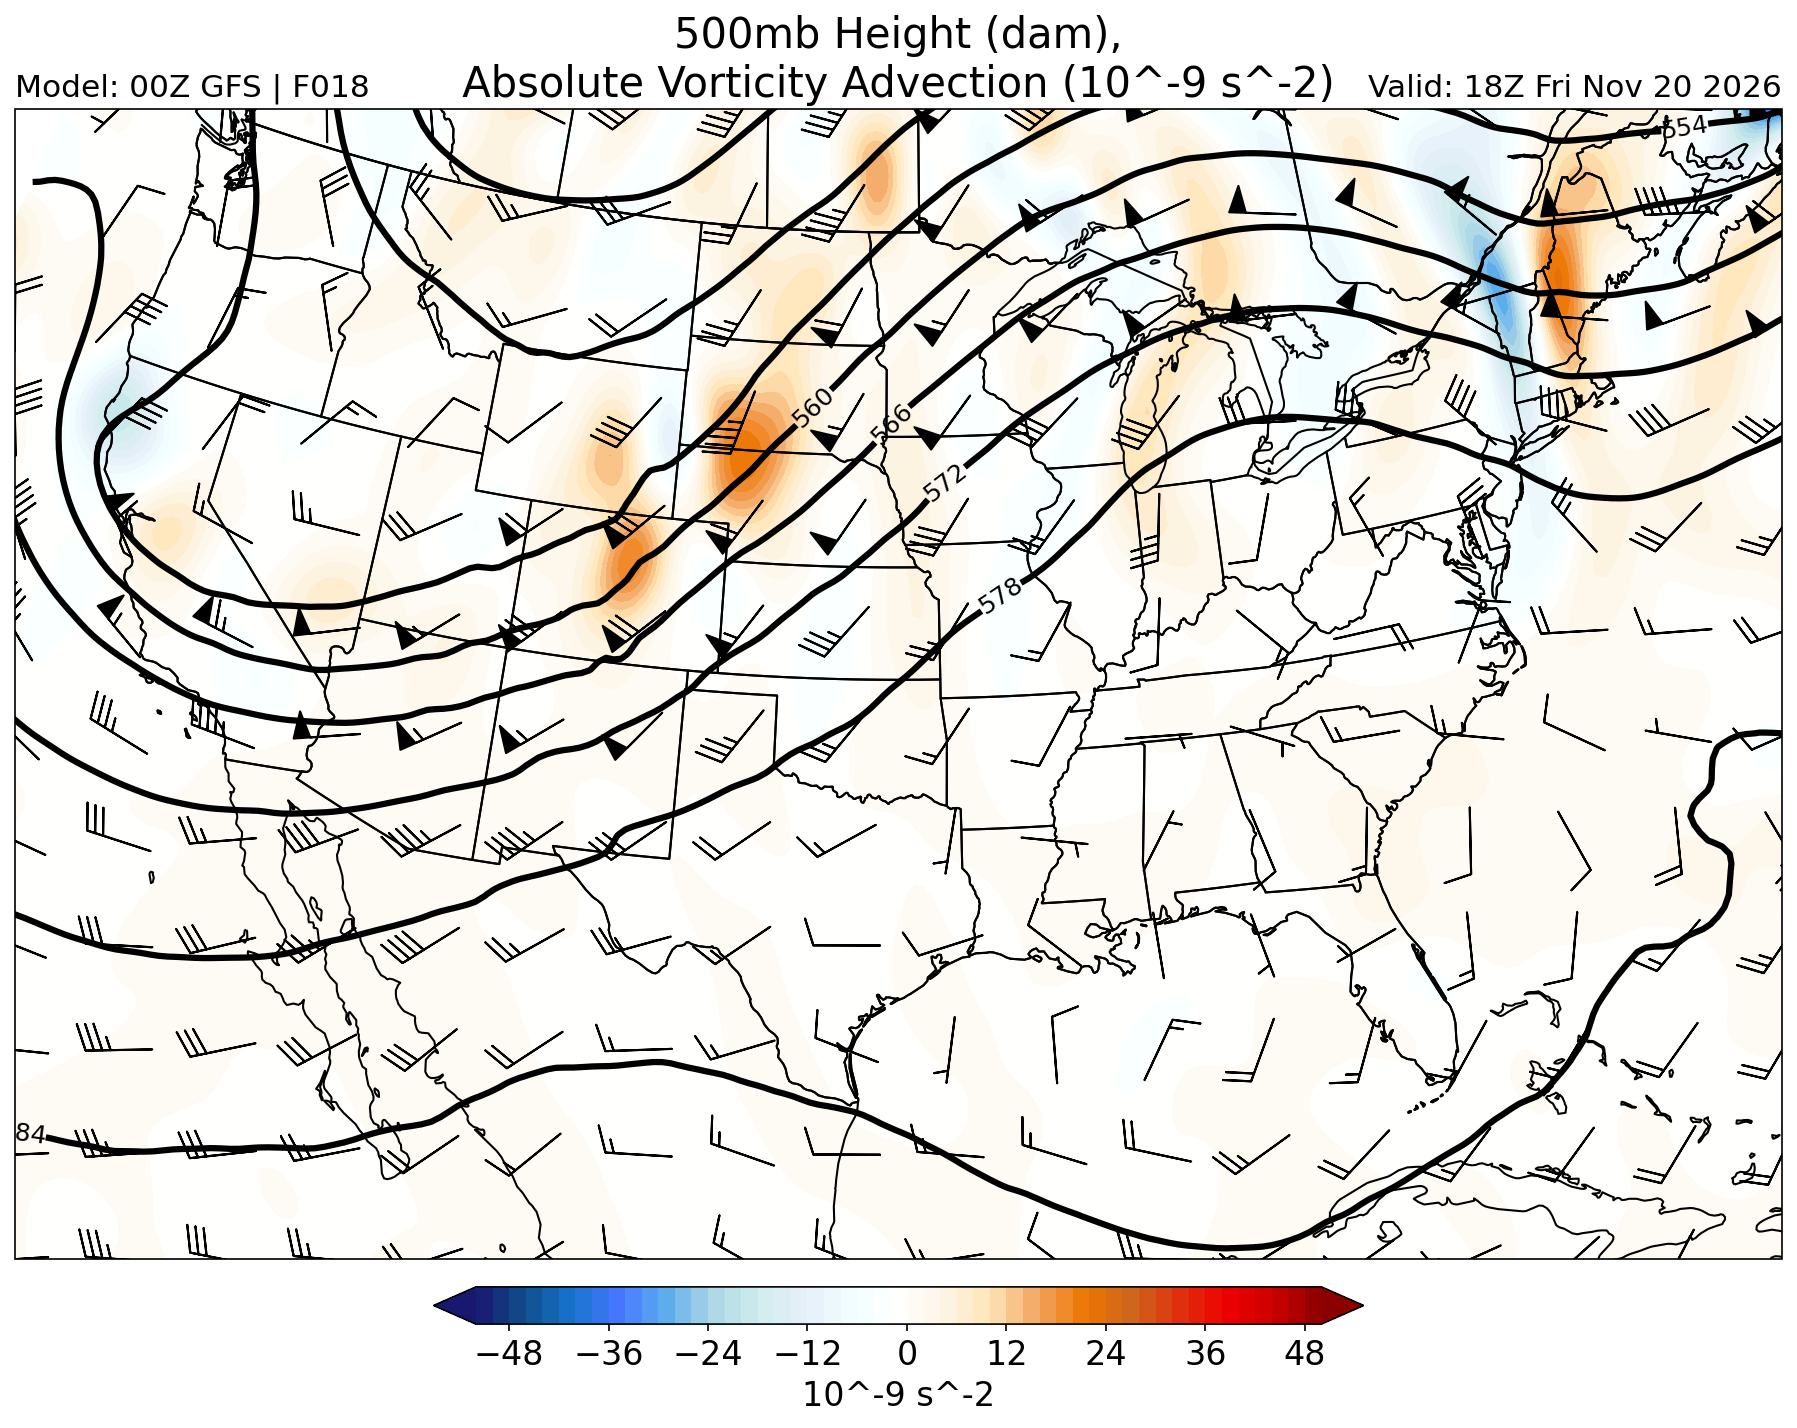 500mb Height (dam),
Model: 00Z GFS | F018
Absolute Vorticity Advection (10^-9 s^-2)
Valid: 18Z Fri Nov 20 2026
554
560
566
572
578
84
−48 −36 −24 −12 0 12 24 36 48
10^-9 s^-2